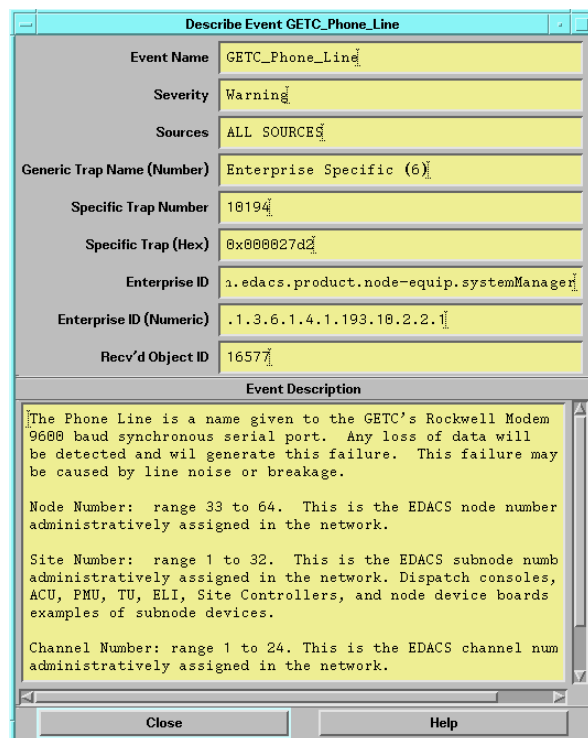 Describe Event GETC_Phone_Line
Event Name GETC_Phone_Line
Severity Warning
Sources ALL SOURCES
Generic Trap Name (Number) Enterprise Specific (6)
Specific Trap Number 10194
Specific Trap (Hex) 0x000027d2
Enterprise ID a.edacs.product.node-equip.systemManager
Enterprise ID (Numeric) .1.3.6.1.4.1.193.10.2.2.1
Recv'd Object ID 16577
Event Description
The Phone Line is a name given to the GETC's Rockwell Modem
9600 baud synchronous serial port.  Any loss of data will
be detected and wil generate this failure.  This failure may
be caused by line noise or breakage.
Node Number:  range 33 to 64.  This is the EDACS node number
administratively assigned in the network.
Site Number:  range 1 to 32.  This is the EDACS subnode numb
administratively assigned in the network. Dispatch consoles,
ACU, PMU, TU, ELI, Site Controllers, and node device boards
examples of subnode devices.
Channel Number: range 1 to 24. This is the EDACS channel num
administratively assigned in the network.
Close Help